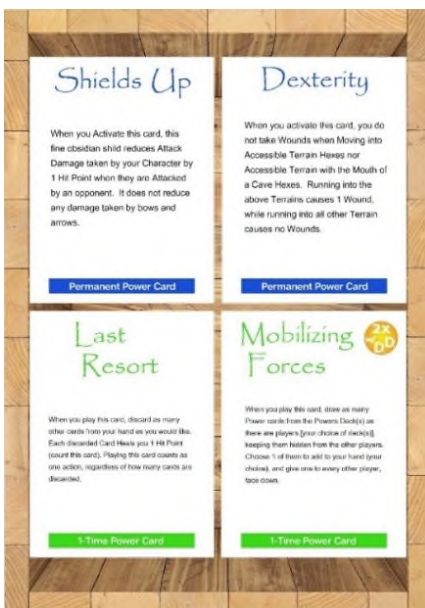 Shields Up
When you Activate this card, this
fine obsidian shild reduces Attack
Damage taken by your Character by
1 Hit Point when they are Attacked
by an opponent. It does not reduce
any damage taken by bows and
arrows.
Permanent Power Card
Dexterity
When you activate this card, you do
not take Wounds when Moving into
Accessible Terrain Hexes nor
Accessible Terrain with the Mouth of
a Cave Hexes. Running into the
above Terrains causes 1 Wound,
while running into all other Terrain
causes no Wounds.
Permanent Power Card
Last
Resort
When you play this card, discard as many
other cards from your hand as you would like.
Each discarded Card Heals you 1 Hit Point
(count this card). Playing this card counts as
one action, regardless of how many cards are
discarded.
1-Time Power Card
Mobilizing
Forces
2X
DD
When you play this card, draw as many
Power cards from the Powers Deck(s) as
there are players [your choice of deck(s)],
keeping them hidden from the other players.
Choose 1 of them to add to your hand (your
choice), and give one to every other player,
face down.
1-Time Power Card